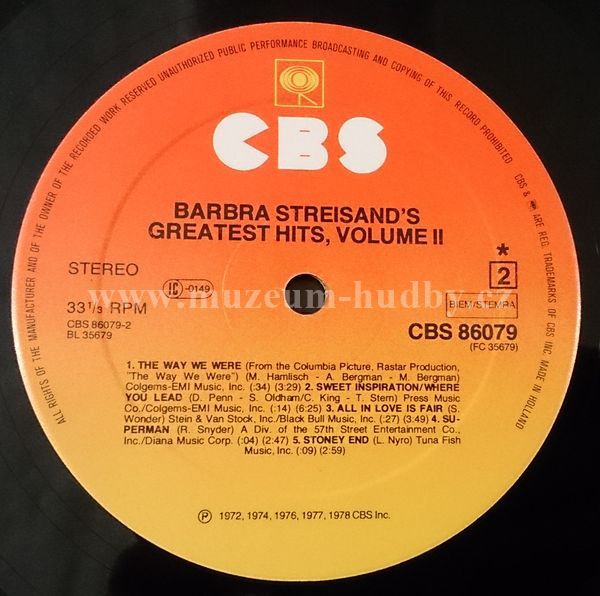 ALL RIGHTS OF THE MANUFACTURER AND OF THE OWNER OF THE RECORDED WORK RESERVED UNAUTHORIZED PUBLIC PERFORMANCE BROADCASTING AND COPYING OF THIS RECORD PROHIBITED
CBS & ARE REG. TRADEMARKS OF CBS INC. MADE IN HOLLAND
CBS
BARBRA STREISAND'S
GREATEST HITS, VOLUME II
STEREO
IC -0149
* 2
33 1/3 RPM
BIEM/STEMRA
CBS 86079-2
BL 35679
CBS 86079
(FC 35679)
www.muzeum-hudby.cz
1. THE WAY WE WERE (From the Columbia Picture, Rastar Production,
"The Way We Were") (M. Hamlisch - A. Bergman - M. Bergman)
Colgems-EMI Music, Inc. (:34) (3:29) 2. SWEET INSPIRATION/WHERE
YOU LEAD (D. Penn - S. Oldham/C. King - T. Stern) Press Music
Co./Colgems-EMI Music, Inc. (:14) (6:25) 3. ALL IN LOVE IS FAIR (S.
Wonder) Stein & Van Stock, Inc./Black Bull Music, Inc. (:27) (3:49) 4. SU-
PERMAN (R. Snyder) A Div. of the 57th Street Entertainment Co.,
Inc./Diana Music Corp. (:04) (2:47) 5. STONEY END (L. Nyro) Tuna Fish
Music, Inc. (:09) (2:59)
Ⓟ 1972, 1974, 1976, 1977, 1978 CBS Inc.